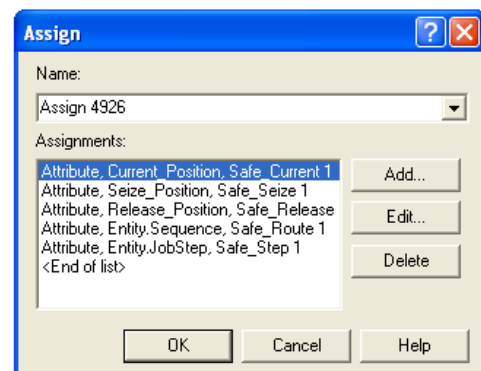 Assign
Name:
Assign 4926
Assignments:
Attribute, Current_Position, Safe_Current 1
Attribute, Seize_Position, Safe_Seize 1
Attribute, Release_Position, Safe_Release
Attribute, Entity.Sequence, Safe_Route 1
Attribute, Entity.JobStep, Safe_Step 1
<End of list>
Add...
Edit...
Delete
OK Cancel Help